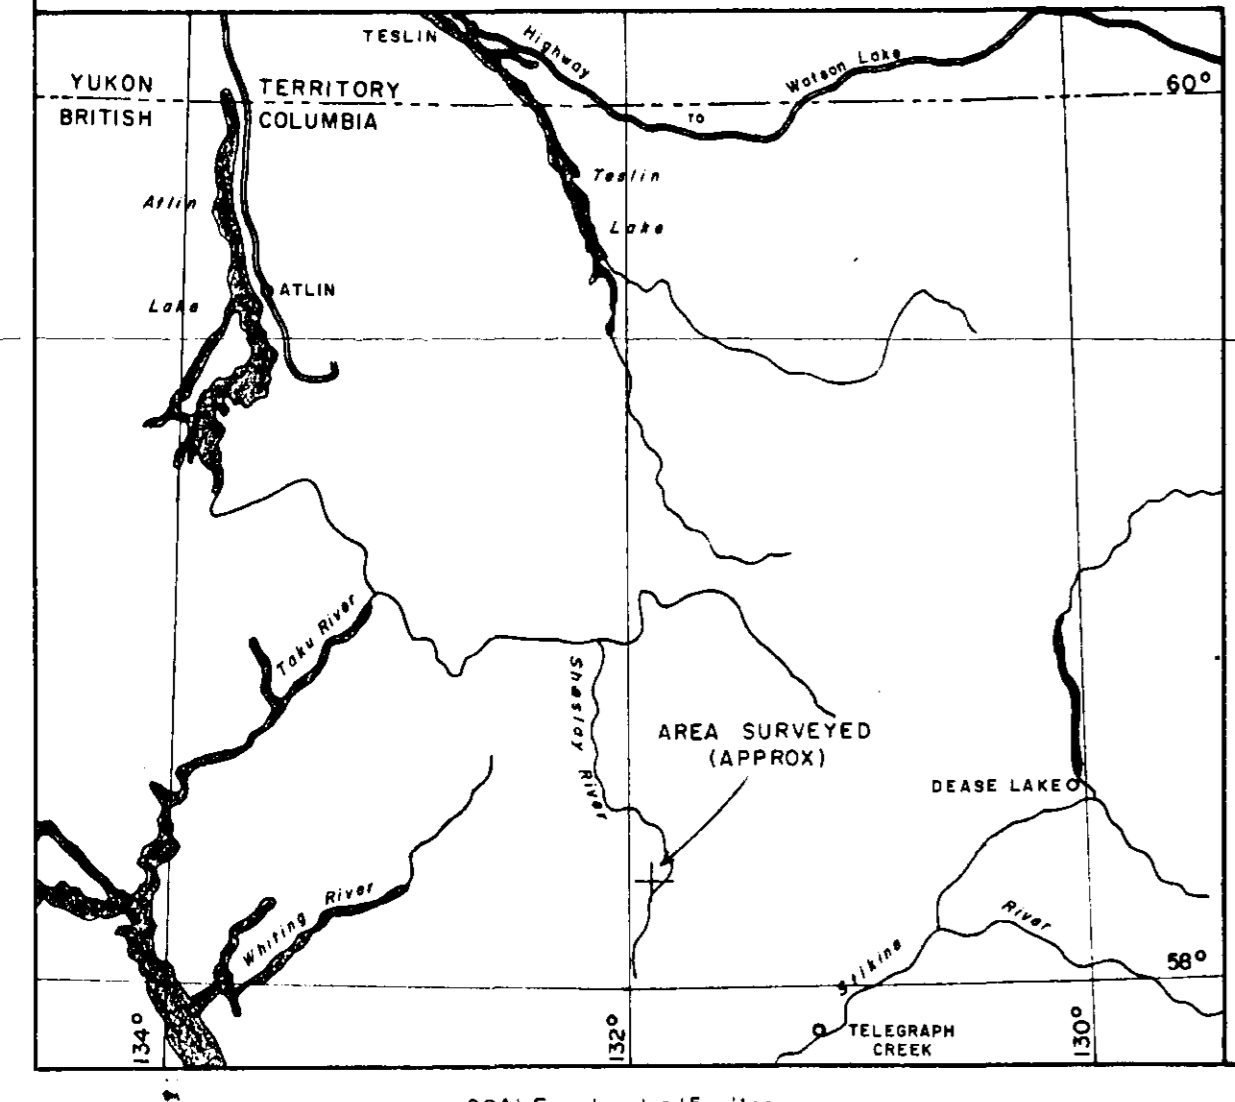 TESLIN
Highway
TO
Watson Lake
YUKON TERRITORY
60°
BRITISH COLUMBIA
Teslin
Lake
Atlin
Lake
ATLIN
Taku River
Sheslay River
AREA SURVEYED
(APPROX)
DEASE LAKE
Whiting River
Stikine River
58°
TELEGRAPH
CREEK
134°
132°
130°